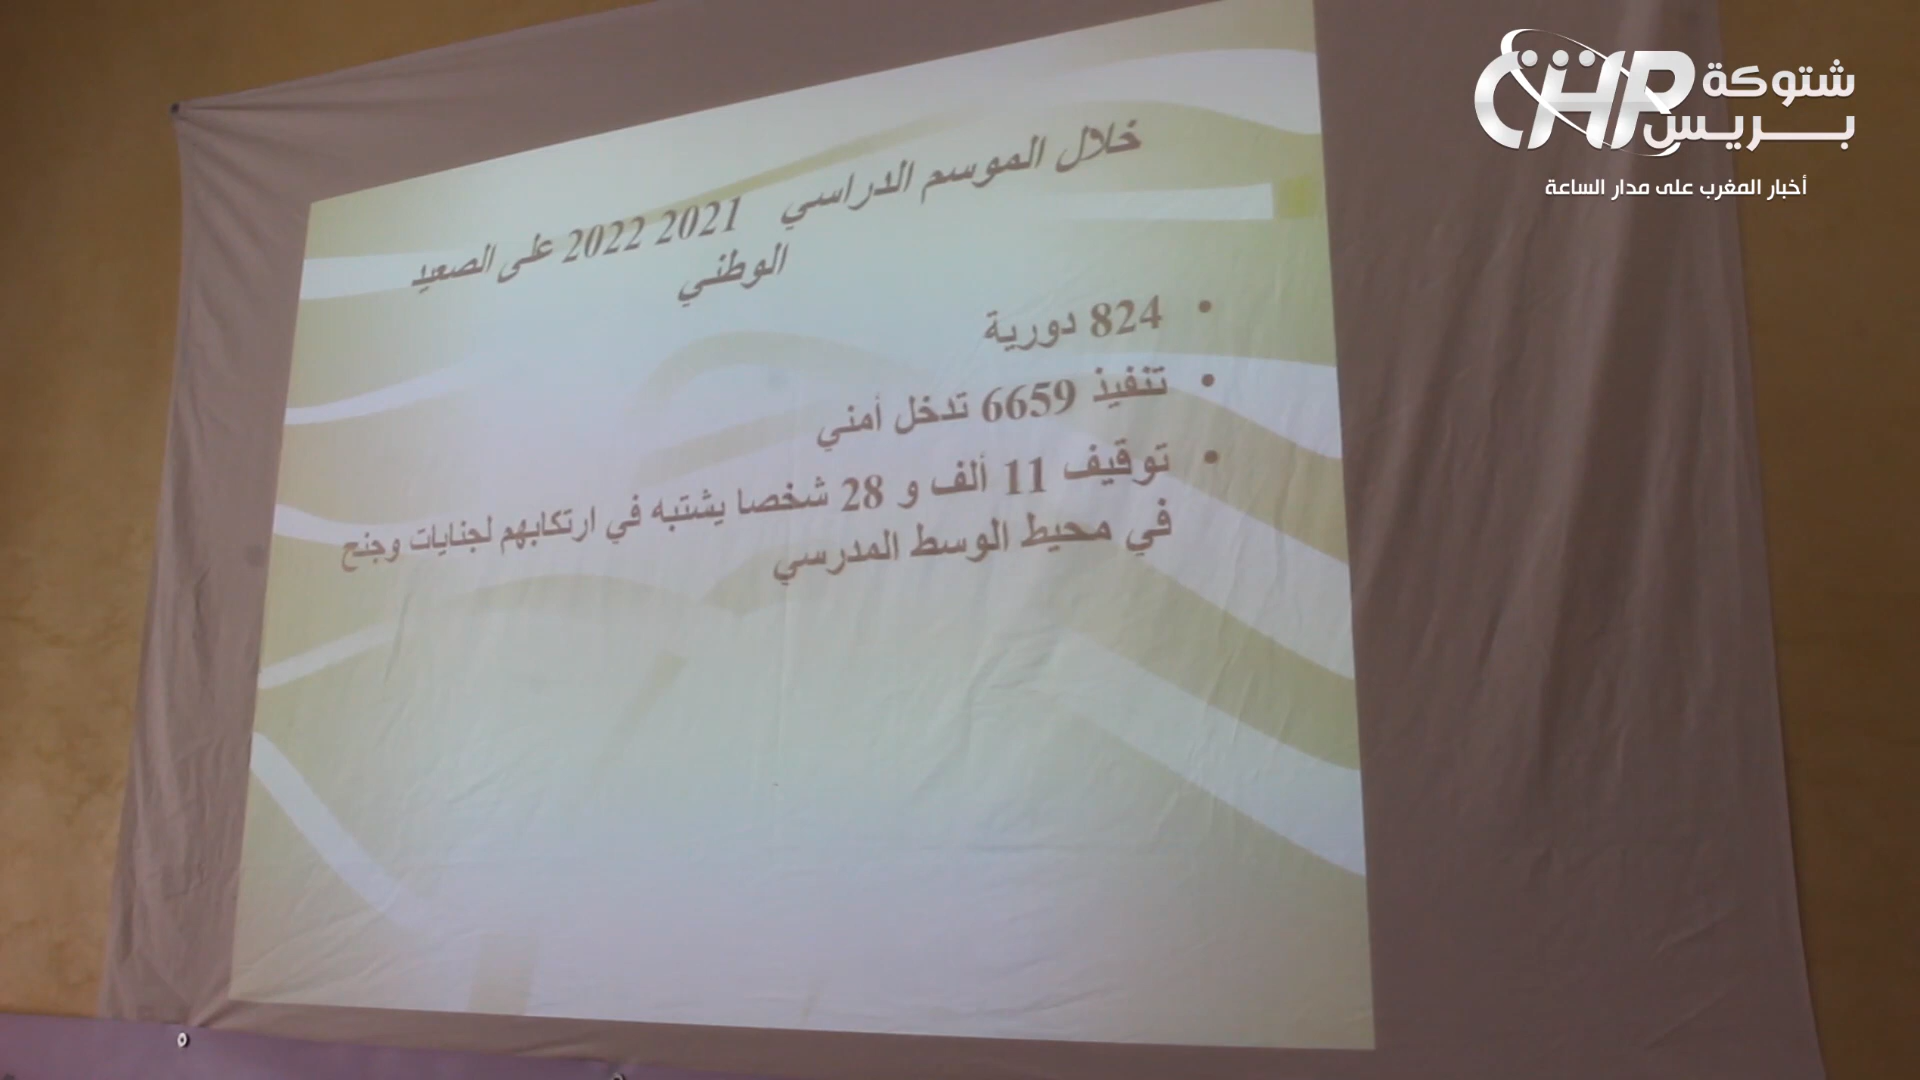 شتوكة
بريس
CHP
أخبار المغرب على مدار الساعة
خلال الموسم الدراسي 2021 2022 على الصعيد
الوطني
• 824 دورية
• تنفيذ 6659 تدخل أمني
• توقيف 11 ألف و 28 شخصا يشتبه في ارتكابهم لجنايات وجنح
في محيط الوسط المدرسي